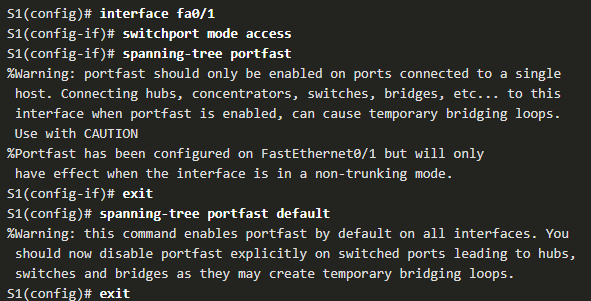 S1(config)# interface fa0/1
S1(config-if)# switchport mode access
S1(config-if)# spanning-tree portfast
%Warning: portfast should only be enabled on ports connected to a single
host. Connecting hubs, concentrators, switches, bridges, etc... to this
interface when portfast is enabled, can cause temporary bridging loops.
Use with CAUTION
%Portfast has been configured on FastEthernet0/1 but will only
have effect when the interface is in a non-trunking mode.
S1(config-if)# exit
S1(config)# spanning-tree portfast default
%Warning: this command enables portfast by default on all interfaces. You
should now disable portfast explicitly on switched ports leading to hubs,
switches and bridges as they may create temporary bridging loops.
S1(config)# exit